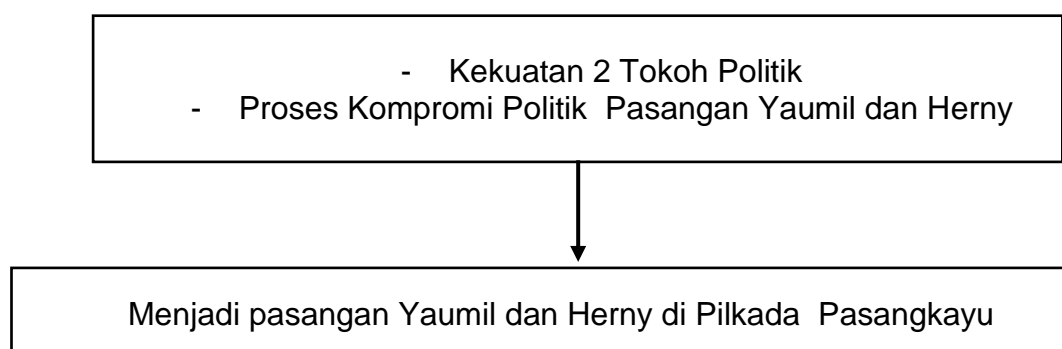 - Kekuatan 2 Tokoh Politik
- Proses Kompromi Politik Pasangan Yaumil dan Herny
Menjadi pasangan Yaumil dan Herny di Pilkada Pasangkayu